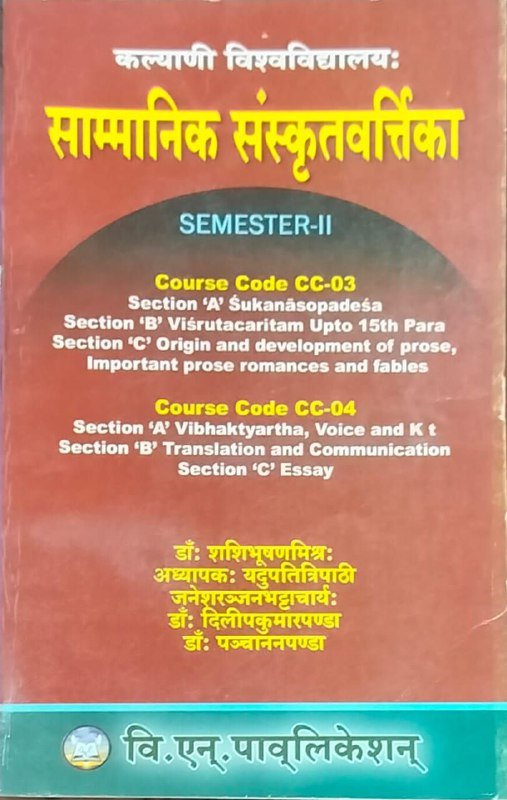 कल्याणी विश्वविद्यालय:
साम्मानिक संस्कृतवर्त्तिका
SEMESTER-II
Course Code CC-03
Section ‘A’ Śukanāsopadeśa
Section ‘B’ Viśrutacaritam Upto 15th Para
Section ‘C’ Origin and development of prose,
Important prose romances and fables
Course Code CC-04
Section ‘A’ Vibhaktyartha, Voice and K t
Section ‘B’ Translation and Communication
Section ‘C’ Essay
डाँ: शशिभूषणमिश्र:
अध्यापक: यदुपतित्रिपाठी
जनेशरञ्जनभट्टाचार्य:
डाँ: दिलीपकुमारपण्डा
डाँ: पञ्चाननपण्डा
वि.एन्.पाव्लिकेशन्